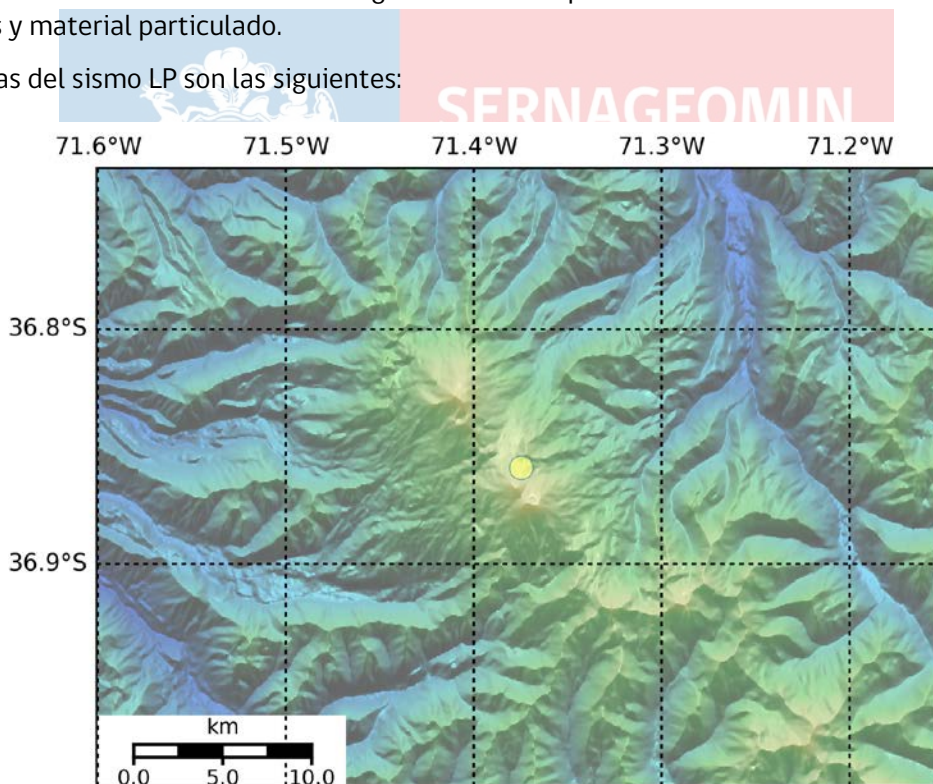 s y material particulado.
as del sismo LP son las siguientes:
SERNAGEOMIN
71.6°W 71.5°W 71.4°W 71.3°W 71.2°W
36.8°S
36.9°S
km
0.0 5.0 10.0